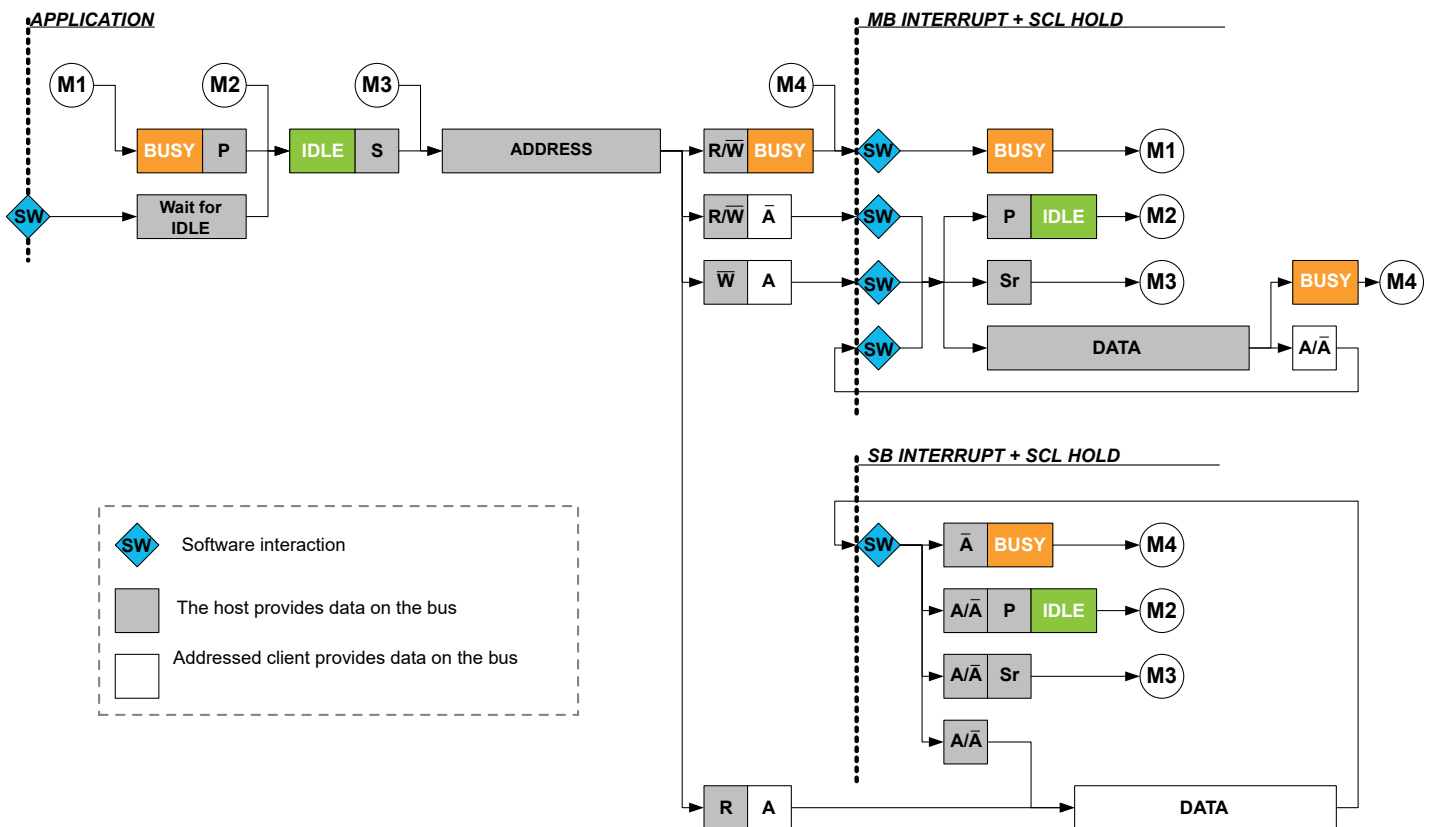 APPLICATION
MB INTERRUPT + SCL HOLD
M1
M2
M3
M4
BUSY P
IDLE S
ADDRESS
R/W̅ BUSY
SW
BUSY
M1
SW
Wait for
IDLE
R/W̅ A̅
SW
P IDLE
M2
W̅ A
SW
Sr
M3
BUSY
M4
SW
DATA
A/A̅
SB INTERRUPT + SCL HOLD
SW
Software interaction
The host provides data on the bus
Addressed client provides data on the bus
SW
A̅ BUSY
M4
A/A̅ P IDLE
M2
A/A̅ Sr
M3
A/A̅
R A
DATA